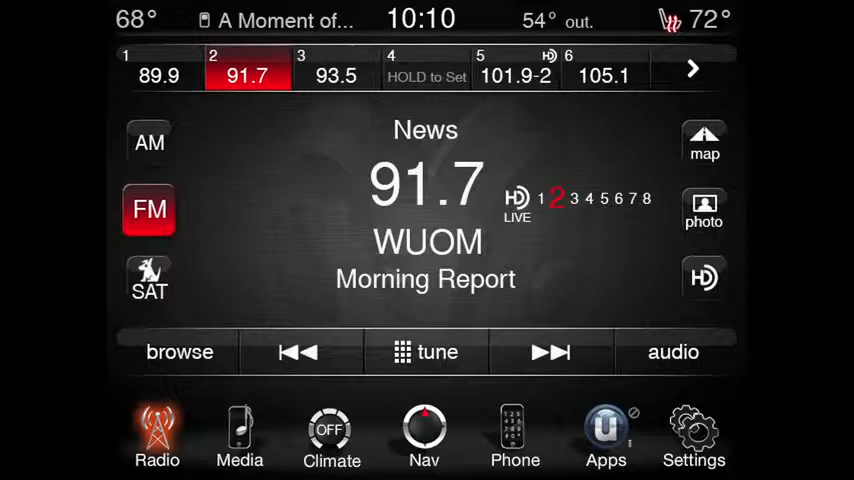 68° A Moment of... 10:10 54° out. 72°
1 2 3 4 5 HD 6
89.9 91.7 93.5 HOLD to Set 101.9-2 105.1
News
AM
map
91.7
HD 1 2 3 4 5 6 7 8
LIVE
FM
photo
WUOM
Morning Report
SAT
HD
browse tune audio
OFF
U
Radio Media Climate Nav Phone Apps Settings